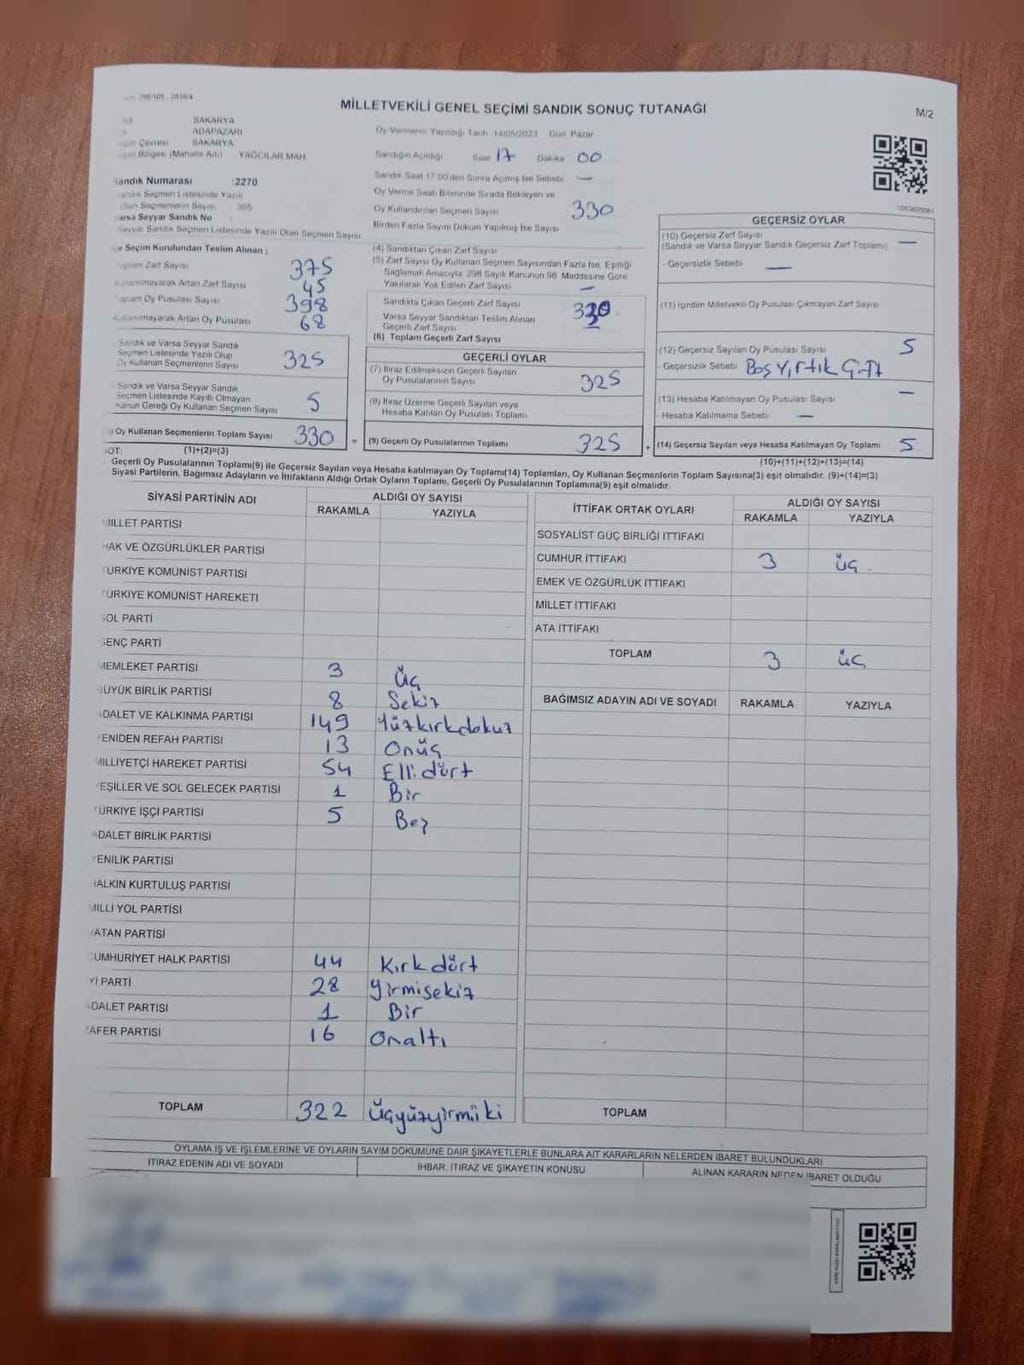 MİLLETVEKİLİ GENEL SEÇİMİ SANDIK SONUÇ TUTANAĞI
M/2
SAKARYA
ADAPAZARI
SAKARYA
Bölgesi (Mahalle Adı) YAĞCILAR MAH.
Sandık Numarası :2270
Sandık Seçmen Listesinde Yazılı
Olan Seçmenlerin Sayısı 365
Varsa Seyyar Sandık No
Seyyar Sandık Seçmen Listesinde Yazılı Olan Seçmen Sayısı
İlçe Seçim Kurulundan Teslim Alınan ;
Toplam Zarf Sayısı 375
Kullanılmayarak Artan Zarf Sayısı 45
Toplam Oy Pusulası Sayısı 398
Kullanılmayarak Artan Oy Pusulası 68
Sandık ve Varsa Seyyar Sandık
Seçmen Listesinde Yazılı Olup
Oy Kullanan Seçmenlerin Sayısı 325
Sandık ve Varsa Seyyar Sandık
Seçmen Listesinde Kayıtlı Olmayan
Kanun Gereği Oy Kullanan Seçmen Sayısı 5
Oy Kullanan Seçmenlerin Toplam Sayısı 330
(1)+(2)=(3)
Oy Vermenin Yapıldığı Tarih :14/05/2023 Gün Pazar
Sandığın Açıldığı Saat 17 Dakika 00
Sandık Saat 17:00'den Sonra Açılmış İse Sebebi —
Oy Verme Saati Bitiminde Sırada Bekleyen ve
Oy Kullandırılan Seçmen Sayısı 330
Birden Fazla Sayım Döküm Yapılmış İse Sayısı
(4) Sandıktan Çıkan Zarf Sayısı
(5) Zarf Sayısı Oy Kullanan Seçmen Sayısından Fazla İse, Eşitliği
Sağlamak Amacıyla, 298 Sayılı Kanunun 98. Maddesine Göre
Yakılarak Yok Edilen Zarf Sayısı —
Sandıkta Çıkan Geçerli Zarf Sayısı 330
Varsa Seyyar Sandıktan Teslim Alınan
Geçerli Zarf Sayısı —
(6) Toplam Geçerli Zarf Sayısı
GEÇERLİ OYLAR
(7) İtiraz Edilmeksizin Geçerli Sayılan
Oy Pusulalarının Sayısı 325
(8) İtiraz Üzerine Geçerli Sayılan veya
Hesaba Katılan Oy Pusulası Toplamı
= (9) Geçerli Oy Pusulalarının Toplamı 325
GEÇERSİZ OYLAR
(10) Geçersiz Zarf Sayısı
(Sandık ve Varsa Seyyar Sandık Geçersiz Zarf Toplamı) —
- Geçersizlik Sebebi —
(11) İçinden Milletvekili Oy Pusulası Çıkmayan Zarf Sayısı
(12) Geçersiz Sayılan Oy Pusulası Sayısı 5
- Geçersizlik Sebebi Boş Yırtık Çift
(13) Hesaba Katılmayan Oy Pusulası Sayısı —
- Hesaba Katılmama Sebebi —
+ (14) Geçersiz Sayılan veya Hesaba Katılmayan Oy Toplamı 5
(10)+(11)+(12)+(13)=(14)
Geçerli Oy Pusulalarının Toplamı(9) ile Geçersiz Sayılan veya Hesaba katılmayan Oy Toplamı(14) Toplamları, Oy Kullanan Seçmenlerin Toplam Sayısına(3) eşit olmalıdır. (9)+(14)=(3)
Siyasi Partilerin, Bağımsız Adayların ve İttifakların Aldığı Ortak Oyların Toplamı, Geçerli Oy Pusulalarının Toplamına(9) eşit olmalıdır.
SİYASİ PARTİNİN ADI ALDIĞI OY SAYISI
RAKAMLA YAZIYLA
MİLLET PARTİSİ
HAK VE ÖZGÜRLÜKLER PARTİSİ
TÜRKİYE KOMÜNİST PARTİSİ
TÜRKİYE KOMÜNİST HAREKETİ
SOL PARTİ
GENÇ PARTİ
MEMLEKET PARTİSİ 3 Üç
BÜYÜK BİRLİK PARTİSİ 8 Sekiz
ADALET VE KALKINMA PARTİSİ 149 Yüzkırkdokuz
YENİDEN REFAH PARTİSİ 13 Onüç
MİLLİYETÇİ HAREKET PARTİSİ 54 Elli dört
YEŞİLLER VE SOL GELECEK PARTİSİ 1 Bir
TÜRKİYE İŞÇİ PARTİSİ 5 Beş
ADALET BİRLİK PARTİSİ
YENİLİK PARTİSİ
HALKIN KURTULUŞ PARTİSİ
MİLLİ YOL PARTİSİ
VATAN PARTİSİ
CUMHURİYET HALK PARTİSİ 44 Kırk dört
İYİ PARTİ 28 Yirmisekiz
ADALET PARTİSİ 1 Bir
ZAFER PARTİSİ 16 Onaltı
TOPLAM 322 Üçyüzyirmiiki
İTTİFAK ORTAK OYLARI ALDIĞI OY SAYISI
RAKAMLA YAZIYLA
SOSYALİST GÜÇ BİRLİĞİ İTTİFAKI
CUMHUR İTTİFAKI 3 üç.
EMEK VE ÖZGÜRLÜK İTTİFAKI
MİLLET İTTİFAKI
ATA İTTİFAKI
TOPLAM 3 üç
BAĞIMSIZ ADAYIN ADI VE SOYADI RAKAMLA YAZIYLA
TOPLAM
OYLAMA İŞ VE İŞLEMLERİNE VE OYLARIN SAYIM DÖKÜMÜNE DAİR ŞİKAYETLERLE BUNLARA AİT KARARLARIN NELERDEN İBARET BULUNDUKLARI
İTİRAZ EDENİN ADI VE SOYADI İHBAR, İTİRAZ VE ŞİKAYETİN KONUSU ALINAN KARARIN NEDEN İBARET OLDUĞU